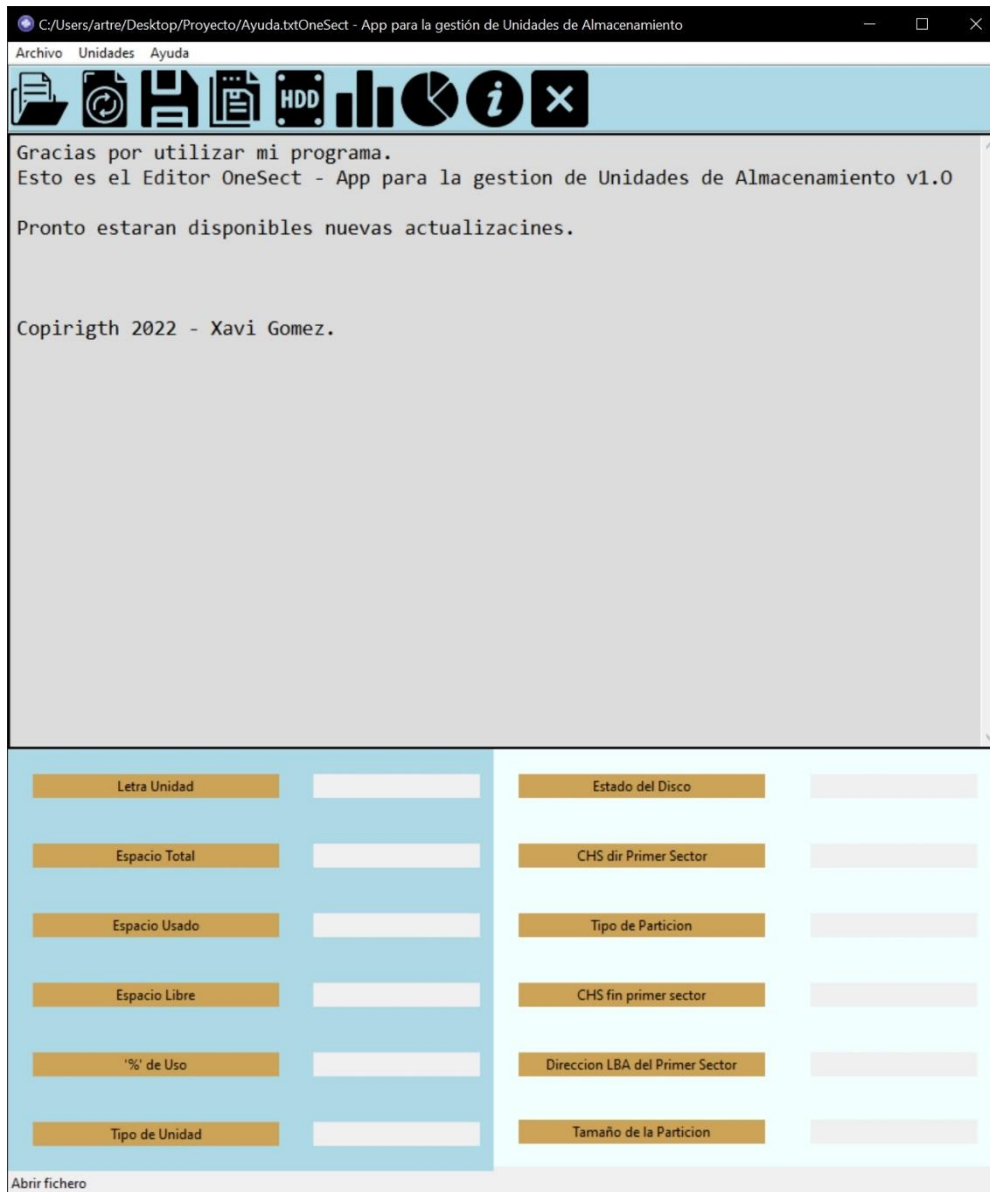 C:/Users/artre/Desktop/Proyecto/Ayuda.txtOneSect - App para la gestión de Unidades de Almacenamiento
Archivo Unidades Ayuda
HDD
i
Gracias por utilizar mi programa.
Esto es el Editor OneSect - App para la gestion de Unidades de Almacenamiento v1.0
Pronto estaran disponibles nuevas actualizacines.
Copirigth 2022 - Xavi Gomez.
Letra Unidad
Espacio Total
Espacio Usado
Espacio Libre
'%' de Uso
Tipo de Unidad
Estado del Disco
CHS dir Primer Sector
Tipo de Particion
CHS fin primer sector
Direccion LBA del Primer Sector
Tamaño de la Particion
Abrir fichero